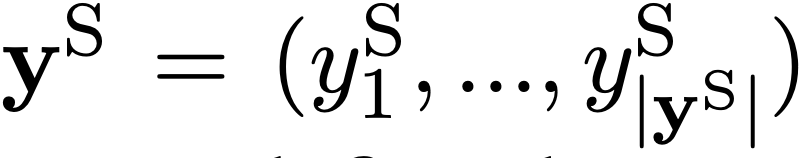 𝐲^S = (y_1^S, ..., y_{|𝐲^S|}^S)